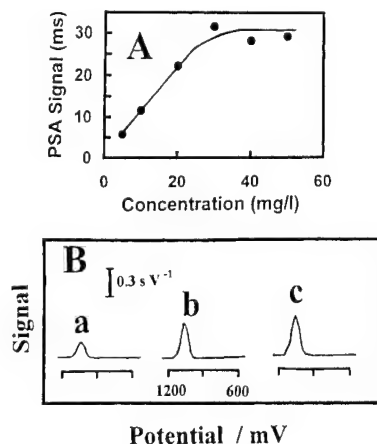 A
PSA Signal (ms)
30
20
10
0
0 20 40 60
Concentration (mg/l)
B
0.3 s V⁻¹
a b c
Signal
1200 600
Potential / mV